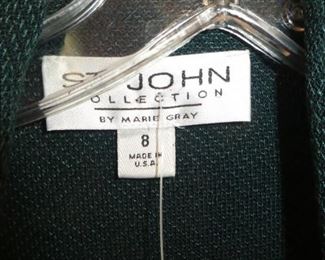 ST. JOHN
COLLECTION
BY MARIE GRAY
8
MADE IN
U.S.A.